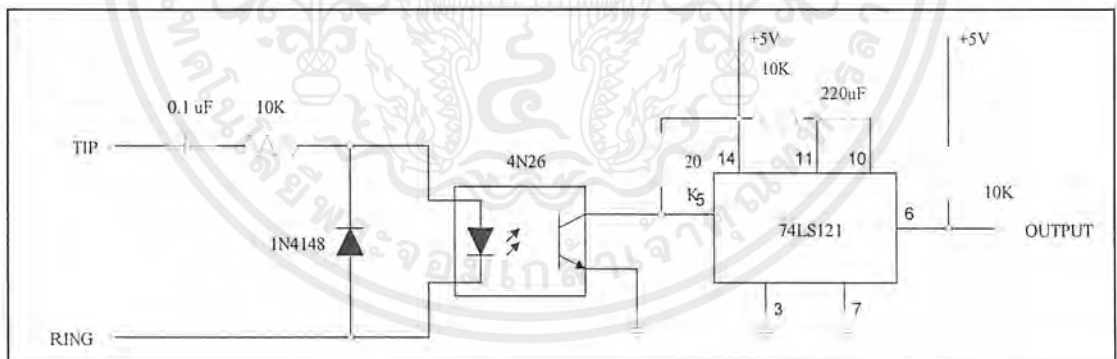 +5V
+5V
10K
0.1 uF
10K
220uF
TIP
4N26
20
14
11
10
K
5
10K
1N4148
74LS121
6
OUTPUT
3
7
RING